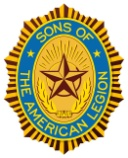 SONS OF
THE AMERICAN LEGION